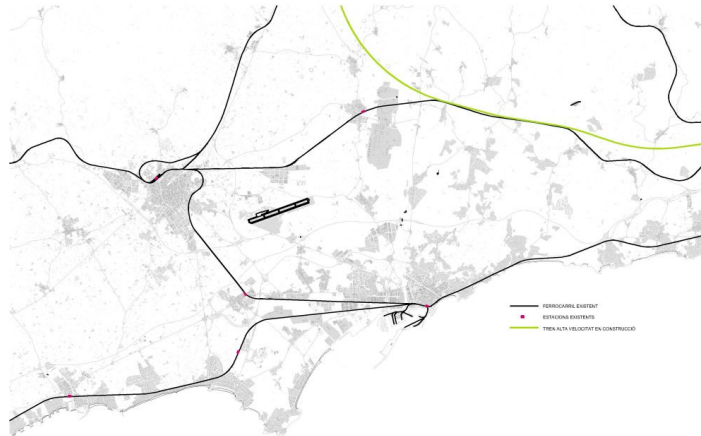 FERROCARRIL EXISTENT
ESTACIONS EXISTENTS
TREN ALTA VELOCITAT EN CONSTRUCCIÓ